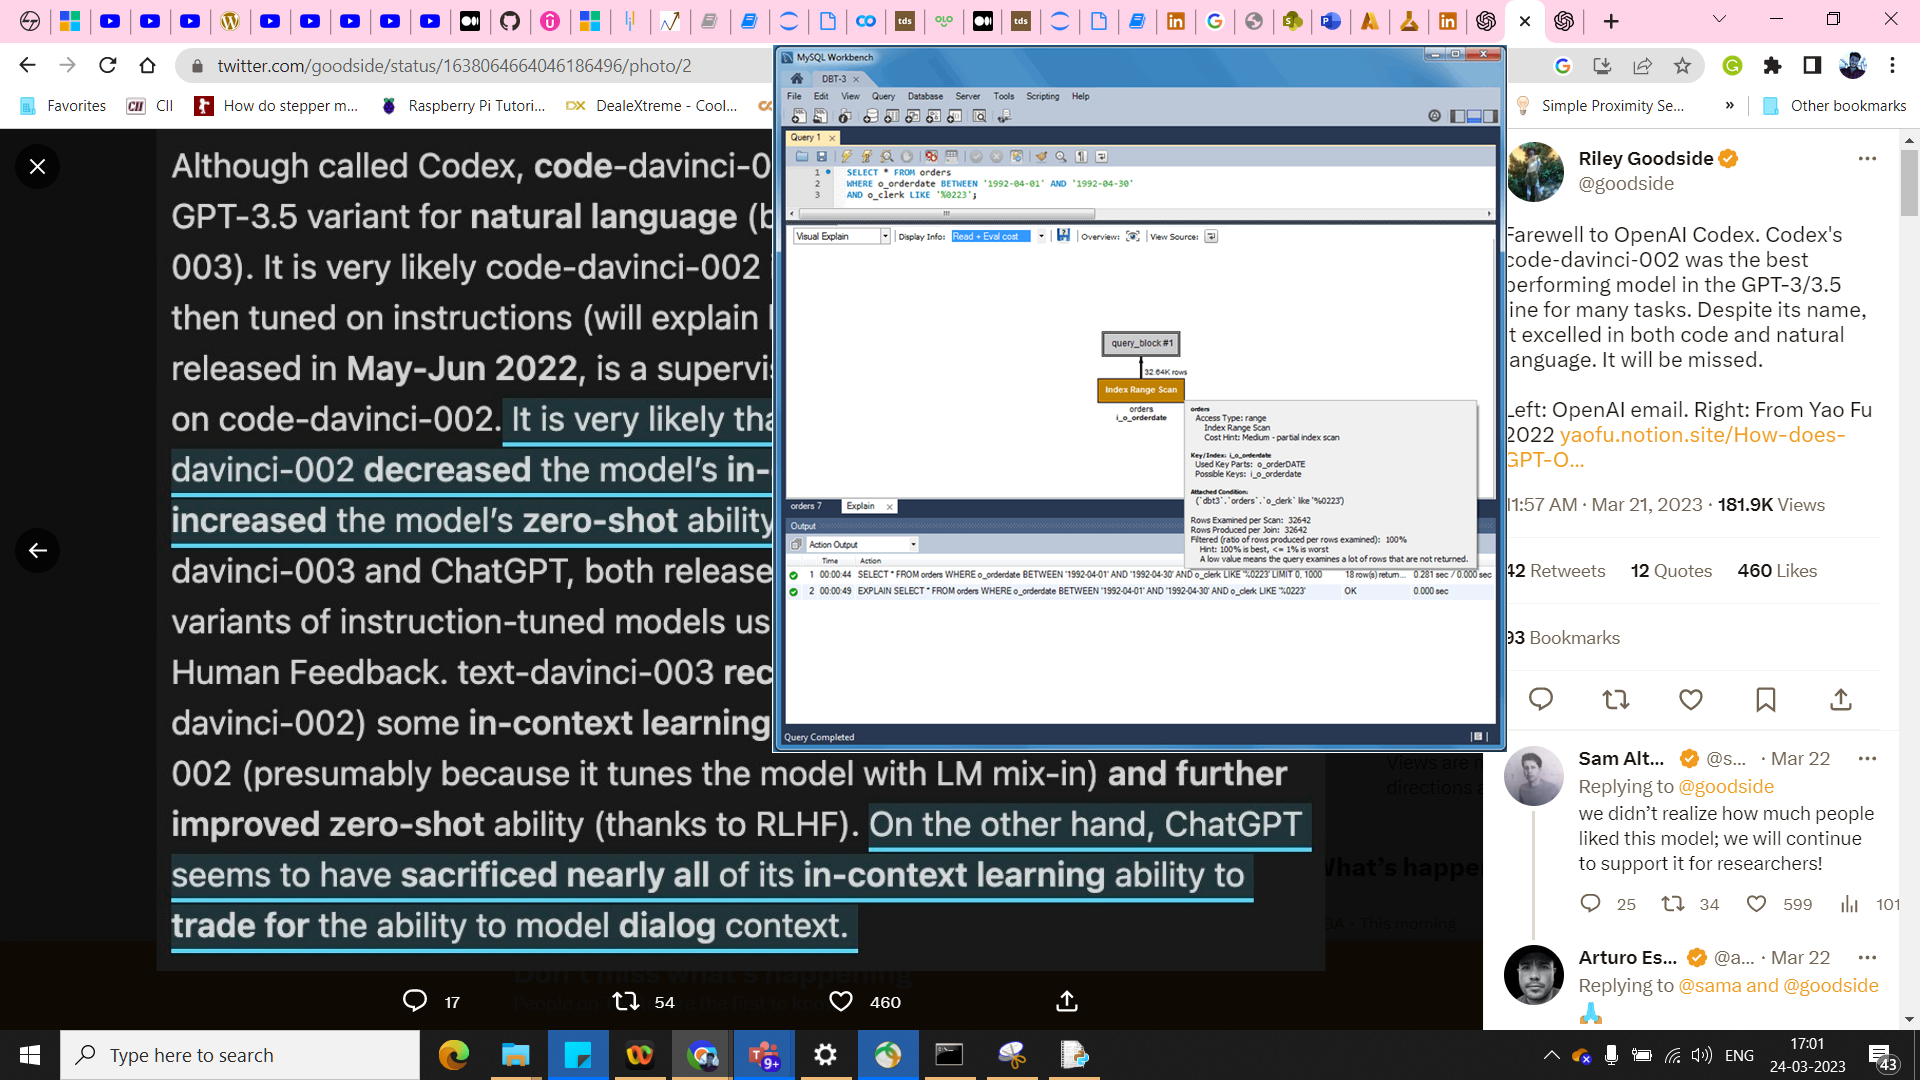 twitter.com/goodside/status/1638064664046186496/photo/2
Favorites
CII
How do stepper m...
Raspberry Pi Tutori...
DealeXtreme - Cool...
Simple Proximity Se...
»
Other bookmarks
Although called Codex, code-davinci-0
GPT-3.5 variant for natural language (b
003). It is very likely code-davinci-002
then tuned on instructions (will explain
released in May-Jun 2022, is a supervi
on code-davinci-002. It is very likely tha
davinci-002 decreased the model's in-
increased the model's zero-shot ability
davinci-003 and ChatGPT, both release
variants of instruction-tuned models us
Human Feedback. text-davinci-003 rec
davinci-002) some in-context learning
002 (presumably because it tunes the model with LM mix-in) and further
improved zero-shot ability (thanks to RLHF). On the other hand, ChatGPT
seems to have sacrificed nearly all of its in-context learning ability to
trade for the ability to model dialog context.
17
54
460
MySQL Workbench
DBT-3
File Edit View Query Database Server Tools Scripting Help
Query 1
1 SELECT * FROM orders
2 WHERE o_orderdate BETWEEN '1992-04-01' AND '1992-04-30'
3 AND o_clerk LIKE '%0223';
Visual Explain
Display Info: Read + Eval cost
Overview:
View Source:
query_block #1
32.64K rows
Index Range Scan
orders
i_o_orderdate
orders
Access Type: range
Index Range Scan
Cost Hint: Medium - partial index scan
Key/Index: i_o_orderdate
Used Key Parts: o_orderDATE
Possible Keys: i_o_orderdate
Attached Condition:
(`dbt3`.`orders`.`o_clerk` like '%0223')
Rows Examined per Scan: 32642
Rows Produced per Join: 32642
Filtered (ratio of rows produced per rows examined): 100%
Hint: 100% is best, <= 1% is worst
A low value means the query examines a lot of rows that are not returned.
orders 7
Explain
Output
Action Output
Time Action
1 00:00:44 SELECT * FROM orders WHERE o_orderdate BETWEEN '1992-04-01' AND '1992-04-30' AND o_clerk LIKE '%0223' LIMIT 0, 1000 18 row(s) return... 0.281 sec / 0.000 sec
2 00:00:49 EXPLAIN SELECT * FROM orders WHERE o_orderdate BETWEEN '1992-04-01' AND '1992-04-30' AND o_clerk LIKE '%0223' OK 0.000 sec
Query Completed
Riley Goodside
@goodside
Farewell to OpenAI Codex. Codex's
code-davinci-002 was the best
performing model in the GPT-3/3.5
line for many tasks. Despite its name,
it excelled in both code and natural
language. It will be missed.
Left: OpenAI email. Right: From Yao Fu
2022 yaofu.notion.site/How-does-
GPT-O...
11:57 AM · Mar 21, 2023 · 181.9K Views
42 Retweets 12 Quotes 460 Likes
93 Bookmarks
Sam Alt... @s... · Mar 22
Replying to @goodside
we didn't realize how much people
liked this model; we will continue
to support it for researchers!
25 34 599 101
Arturo Es... @a... · Mar 22
Replying to @sama and @goodside
What's happe
This morning
Don't miss what's happening
Type here to search
9+
ENG
17:01
24-03-2023
43